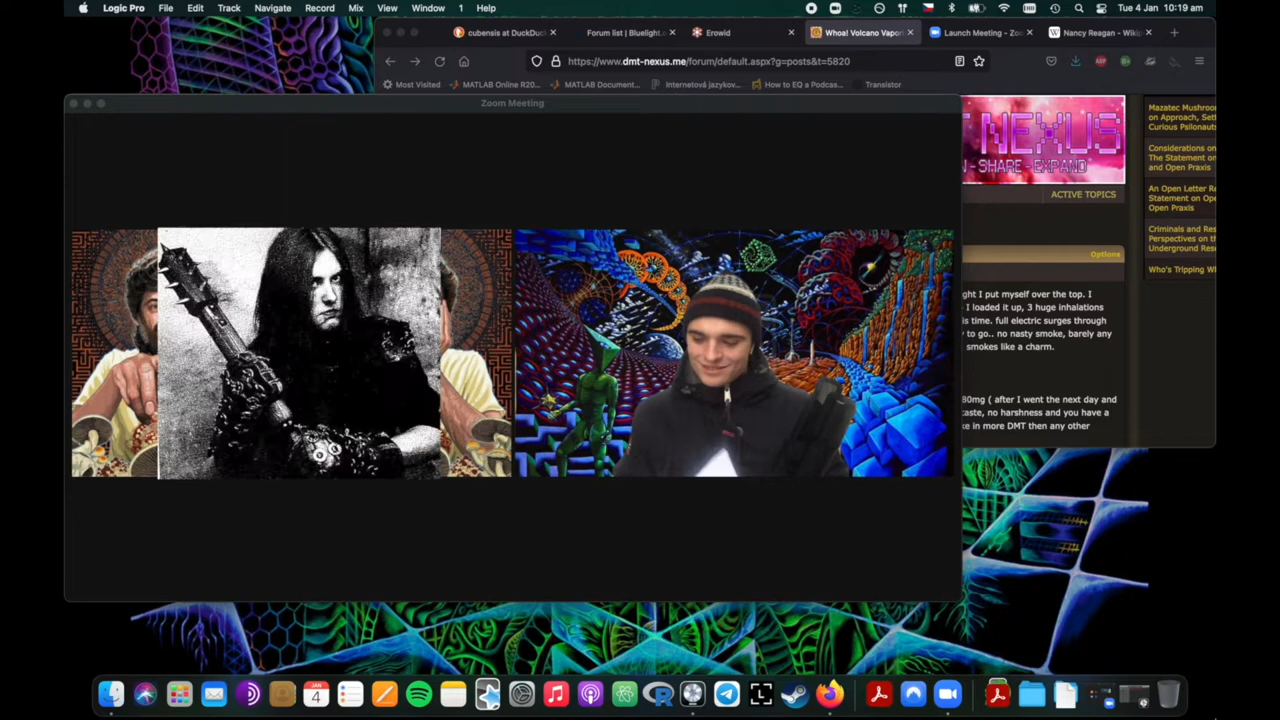 Logic Pro File Edit Track Navigate Record Mix View Window 1 Help
Tue 4 Jan 10:19 am
cubensis at DuckDuc
Forum list | Bluelight.
Erowid
Whoa! Volcano Vapor
Launch Meeting - Zoo
Nancy Reagan - Wikip
https://www.dmt-nexus.me/forum/default.aspx?g=posts&t=5820
Most Visited
MATLAB Online R20...
MATLAB Document...
Internetová jazykov...
How to EQ a Podcas...
Transistor
Zoom Meeting
NEXUS
- SHARE - EXPAND
ACTIVE TOPICS
Mazatec Mushroo
on Approach, Set
Curious Psilonaut
Considerations on
The Statement on
and Open Praxis
An Open Letter Re
Statement on Ope
Open Praxis
Criminals and Res
Perspectives on th
Underground Rese
Who's Tripping W
Options
ght I put myself over the top. I
I loaded it up, 3 huge inhalations
is time. full electric surges through
y to go.. no nasty smoke, barely any
smokes like a charm.
80mg ( after I went the next day and
taste, no harshness and you have a
ke in more DMT then any other
JAN
4